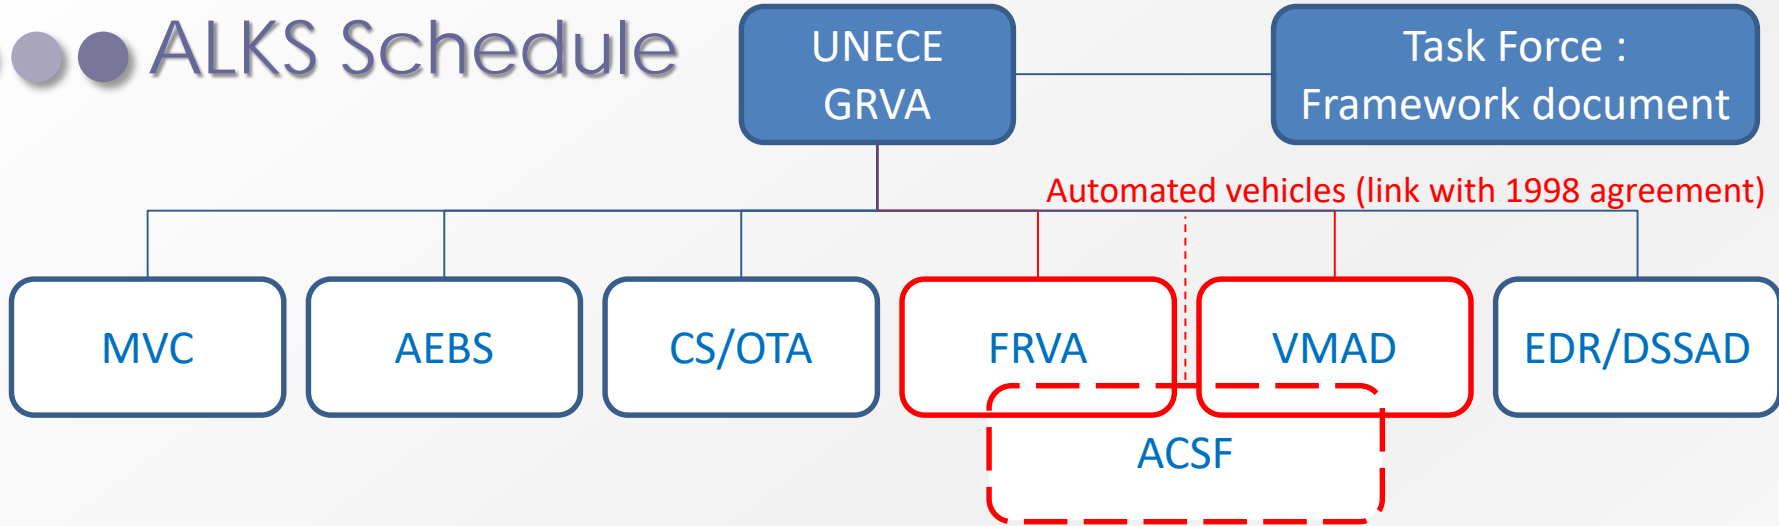 ALKS Schedule
UNECE
GRVA
Task Force :
Framework document
Automated vehicles (link with 1998 agreement)
MVC
AEBS
CS/OTA
FRVA
VMAD
EDR/DSSAD
ACSF